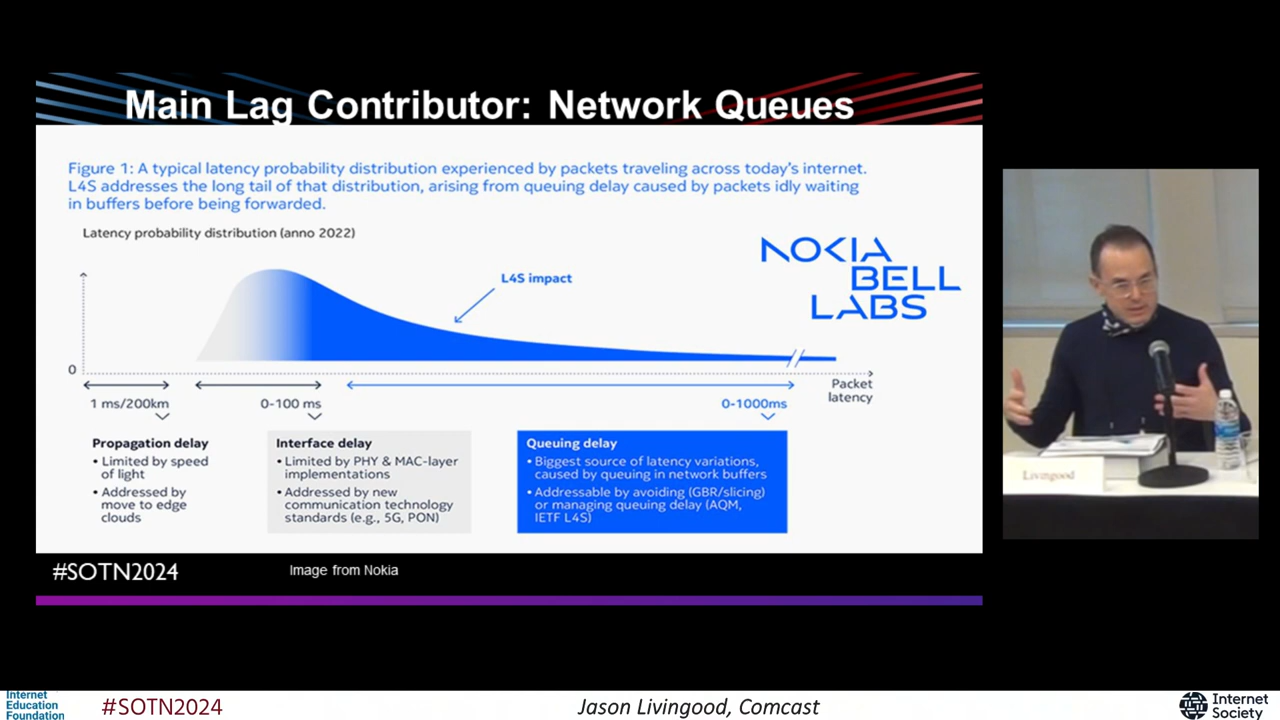 Main Lag Contributor: Network Queues
Figure 1: A typical latency probability distribution experienced by packets traveling across today's internet.
L4S addresses the long tail of that distribution, arising from queuing delay caused by packets idly waiting
in buffers before being forwarded.
Latency probability distribution (anno 2022)
NOKIA
BELL
LABS
L4S impact
0
Packet
latency
1 ms/200km
0-100 ms
0-1000ms
Propagation delay
• Limited by speed
of light
• Addressed by
move to edge
clouds
Interface delay
• Limited by PHY & MAC-layer
implementations
• Addressed by new
communication technology
standards (e.g., 5G, PON)
Queuing delay
• Biggest source of latency variations,
caused by queuing in network buffers
• Addressable by avoiding (GBR/slicing)
or managing queuing delay (AQM,
IETF L4S)
#SOTN2024
Image from Nokia
Livingood
Internet
Education
Foundation
#SOTN2024
Jason Livingood, Comcast
Internet
Society